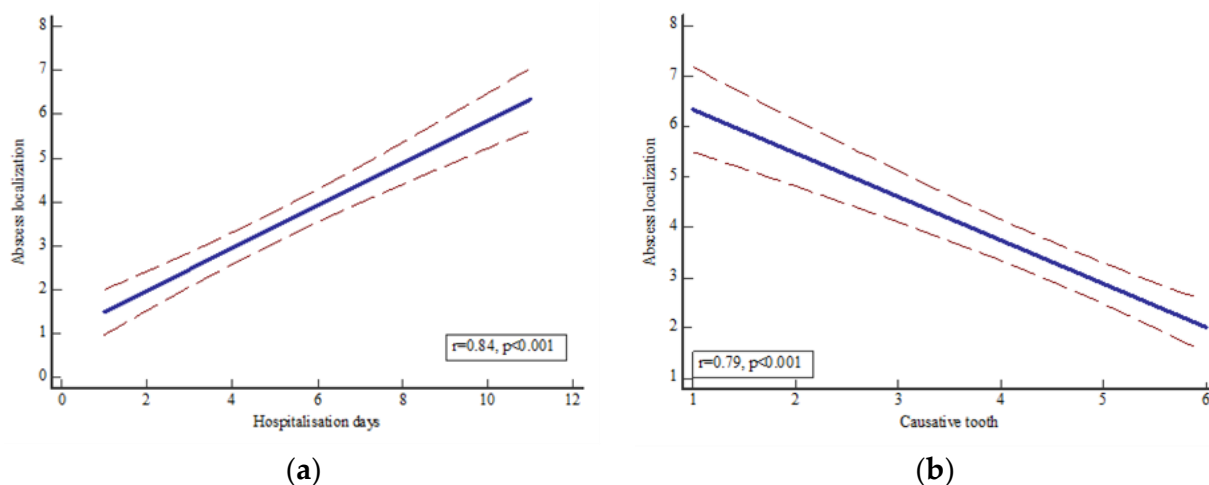 8
7
6
5
4
3
2
1
0
Abscess localization
r=0.84, p<0.001
0 2 4 6 8 10 12
Hospitalisation days
(a)
8
7
6
5
4
3
2
1
Abscess localization
r=0.79, p<0.001
1 2 3 4 5 6
Causative tooth
(b)